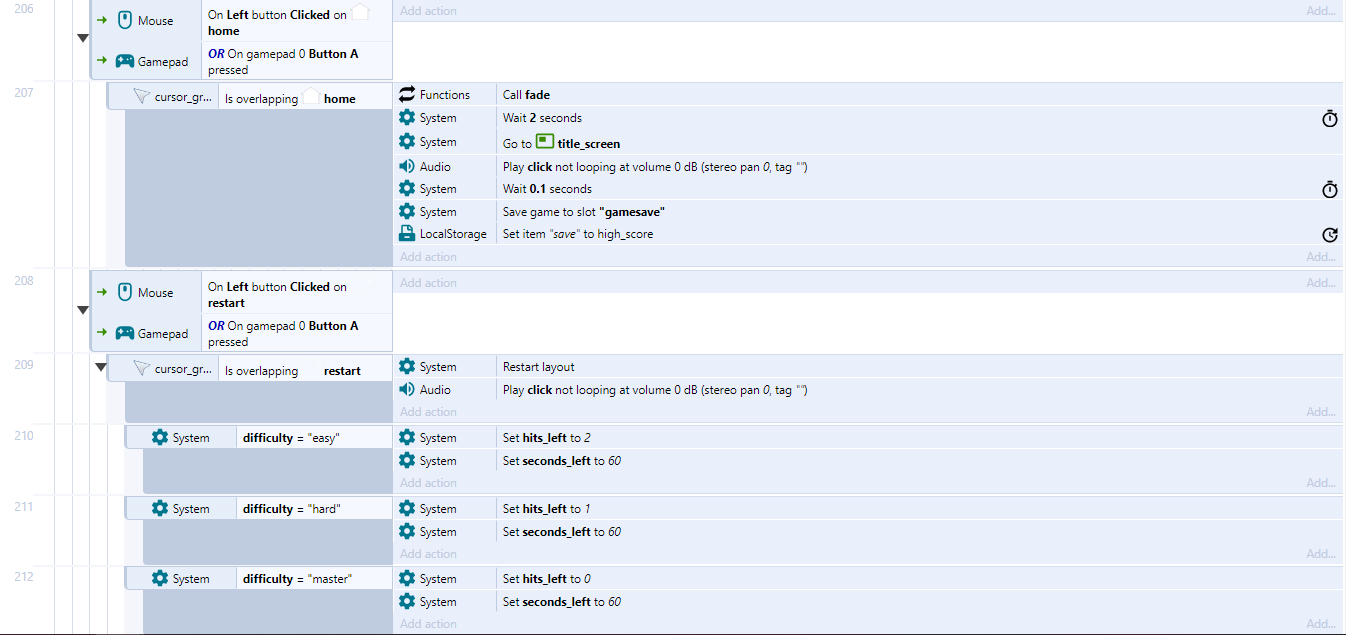 206
Mouse
On Left button Clicked on
home
Add action
Add...
Gamepad
OR On gamepad 0 Button A
pressed
207
cursor_gr...
Is overlapping home
Functions
Call fade
System
Wait 2 seconds
System
Go to title_screen
Audio
Play click not looping at volume 0 dB (stereo pan 0, tag "")
System
Wait 0.1 seconds
System
Save game to slot "gamesave"
LocalStorage
Set item "save" to high_score
Add action
Add...
208
Mouse
On Left button Clicked on
restart
Add action
Add...
Gamepad
OR On gamepad 0 Button A
pressed
209
cursor_gr...
Is overlapping restart
System
Restart layout
Audio
Play click not looping at volume 0 dB (stereo pan 0, tag "")
Add action
Add...
210
System
difficulty = "easy"
System
Set hits_left to 2
System
Set seconds_left to 60
Add action
Add...
211
System
difficulty = "hard"
System
Set hits_left to 1
System
Set seconds_left to 60
Add action
Add...
212
System
difficulty = "master"
System
Set hits_left to 0
System
Set seconds_left to 60
Add action
Add...